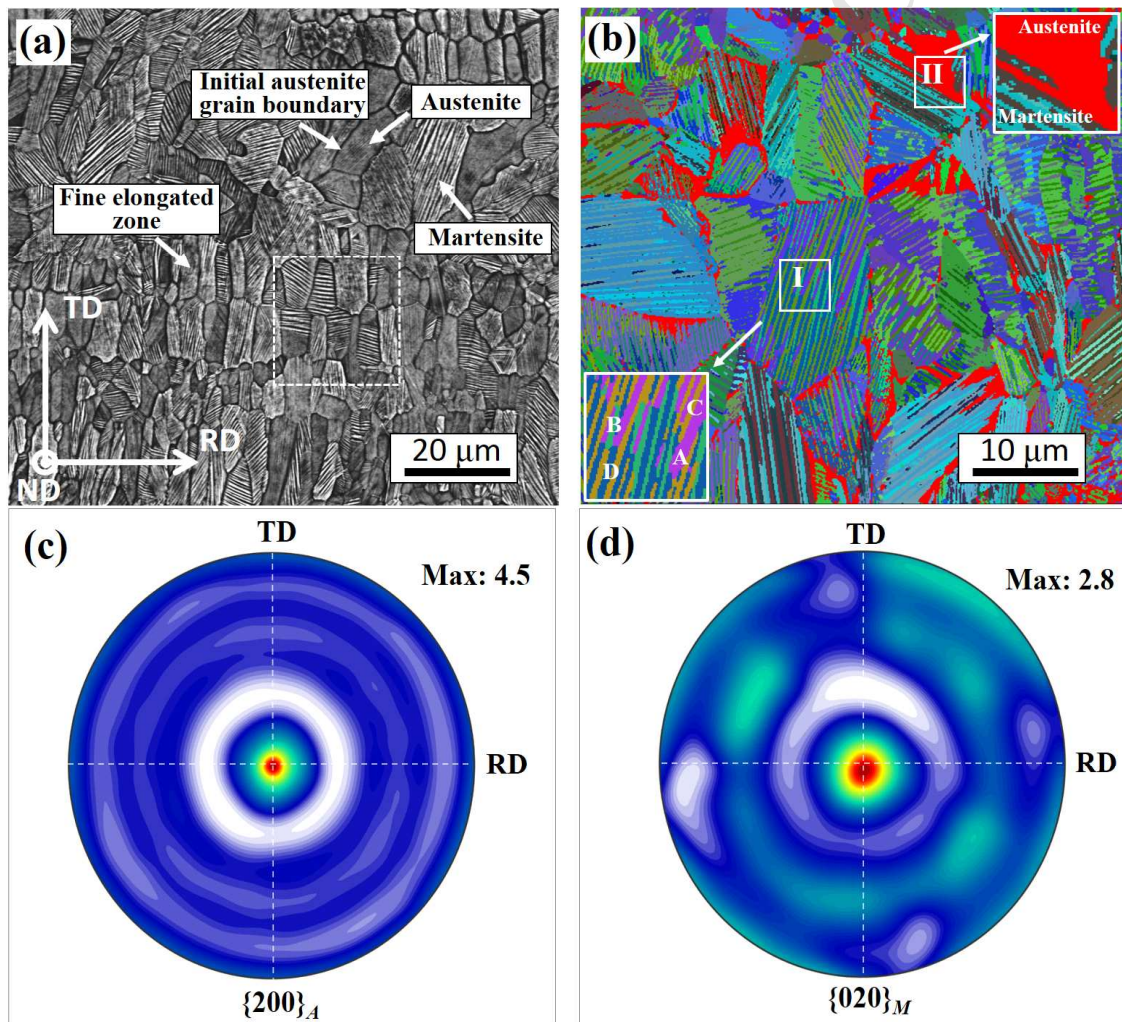 (a)
Initial austenite
grain boundary
Austenite
Fine elongated
zone
Martensite
TD
RD
ND
20 μm
(b)
II
Austenite
Martensite
I
B
C
A
D
10 μm
(c)
TD
Max: 4.5
RD
{200}A
(d)
TD
Max: 2.8
RD
{020}M